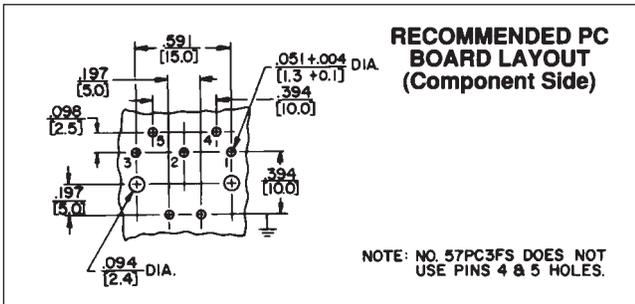 RECOMMENDED PC
BOARD LAYOUT
(Component Side)
.591
[15.0]
.051+.004 DIA.
[1.3 +0.1]
.197
[5.0]
.394
[10.0]
.098
[2.5]
5
4
3
2
1
.394
[10.0]
.197
[5.0]
.094 DIA.
[2.4]
NOTE: NO. 57PC3FS DOES NOT
USE PINS 4 & 5 HOLES.